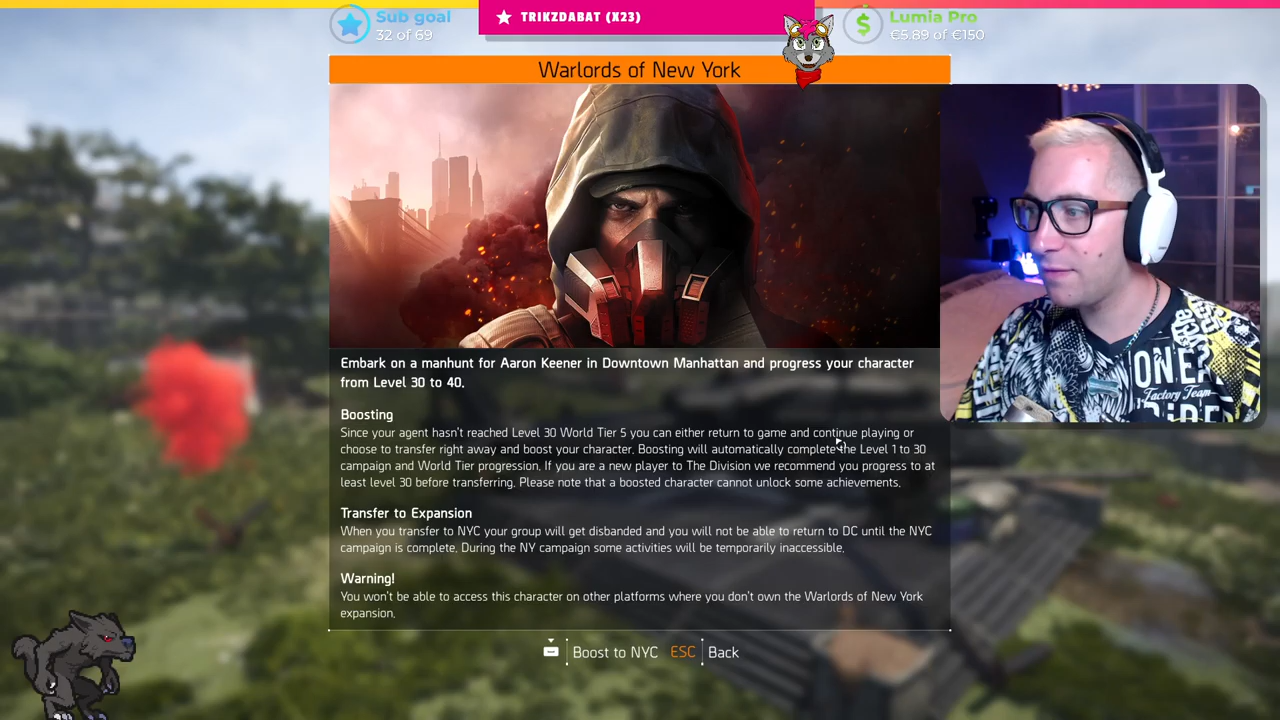 Sub goal
32 of 69
TRIKZDABAT (X23)
Lumia Pro
€5.89 of €150
Warlords of New York
Embark on a manhunt for Aaron Keener in Downtown Manhattan and progress your character
from Level 30 to 40.
Boosting
Since your agent hasn't reached Level 30 World Tier 5 you can either return to game and continue playing or
choose to transfer right away and boost your character. Boosting will automatically complete the Level 1 to 30
campaign and World Tier progression. If you are a new player to The Division we recommend you progress to at
least level 30 before transferring. Please note that a boosted character cannot unlock some achievements.
Transfer to Expansion
When you transfer to NYC your group will get disbanded and you will not be able to return to DC until the NYC
campaign is complete. During the NY campaign some activities will be temporarily inaccessible.
Warning!
You won't be able to access this character on other platforms where you don't own the Warlords of New York
expansion.
Boost to NYC ESC Back
Factory Team